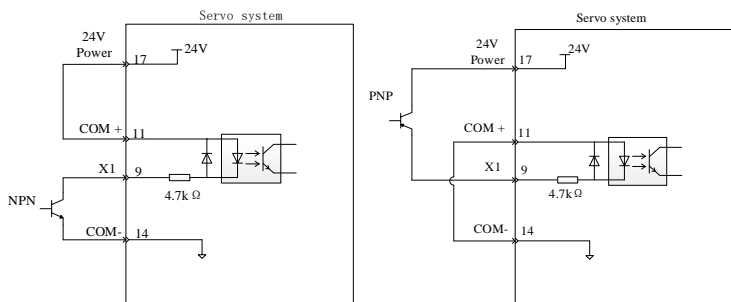 Servo system
24V
Power
17
24V
COM +
11
X1
9
4.7k Ω
NPN
COM-
14
Servo system
24V
Power
17
24V
PNP
COM +
11
X1
9
4.7k Ω
COM-
14